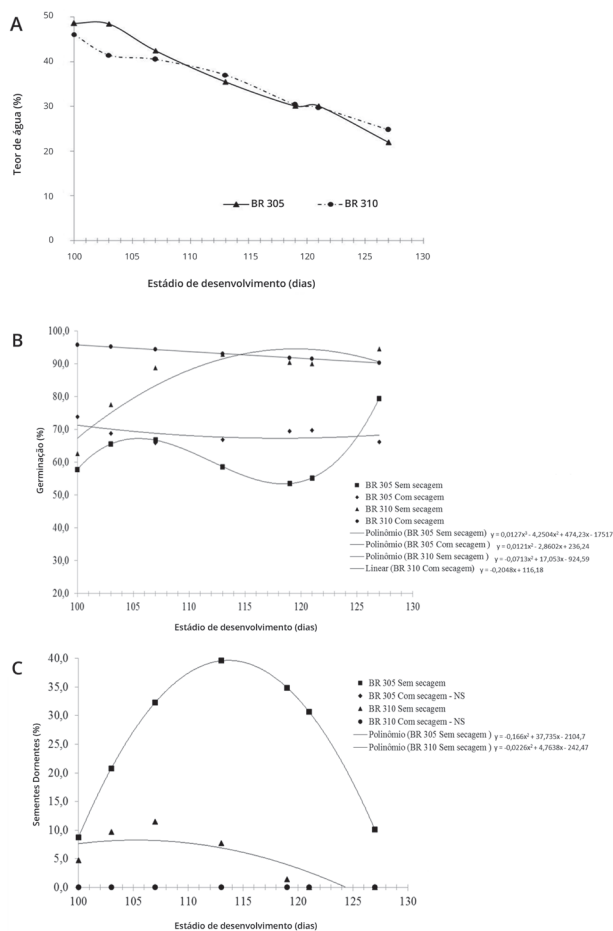 A
Teor de água (%)
50
40
30
20
10
0
BR 305
BR 310
100
105
110
115
120
125
130
Estádio de desenvolvimento (dias)
B
Germinação (%)
100,0
90,0
80,0
70,0
60,0
50,0
40,0
30,0
20,0
BR 305 Sem secagem
BR 305 Com secagem
BR 310 Sem secagem
BR 310 Com secagem
Polinômio (BR 305 Sem secagem) y = 0,0127x² - 4,2504x² + 474,23x - 17517
Polinômio (BR 305 Com secagem ) y = 0,0121x² - 2,8602x + 236,24
Polinômio (BR 310 Sem secagem ) y = -0,0713x² + 17,053x - 924,59
Linear (BR 310 Com secagem) y = -0,2048x + 116,18
100
105
110
115
120
125
130
Estádio de desenvolvimento (dias)
C
Sementes Dornentes (%)
40,0
35,0
30,0
25,0
20,0
15,0
10,0
5,0
0,0
BR 305 Sem secagem
BR 305 Com secagem - NS
BR 310 Sem secagem
BR 310 Com secagem - NS
Polinômio (BR 305 Sem secagem ) y = -0,166x² + 37,735x - 2104,7
Polinômio (BR 310 Sem secagem ) y = -0,0226x² + 4,7638x - 242,47
100
105
110
115
120
125
130
Estádio de desenvolvimento (dias)